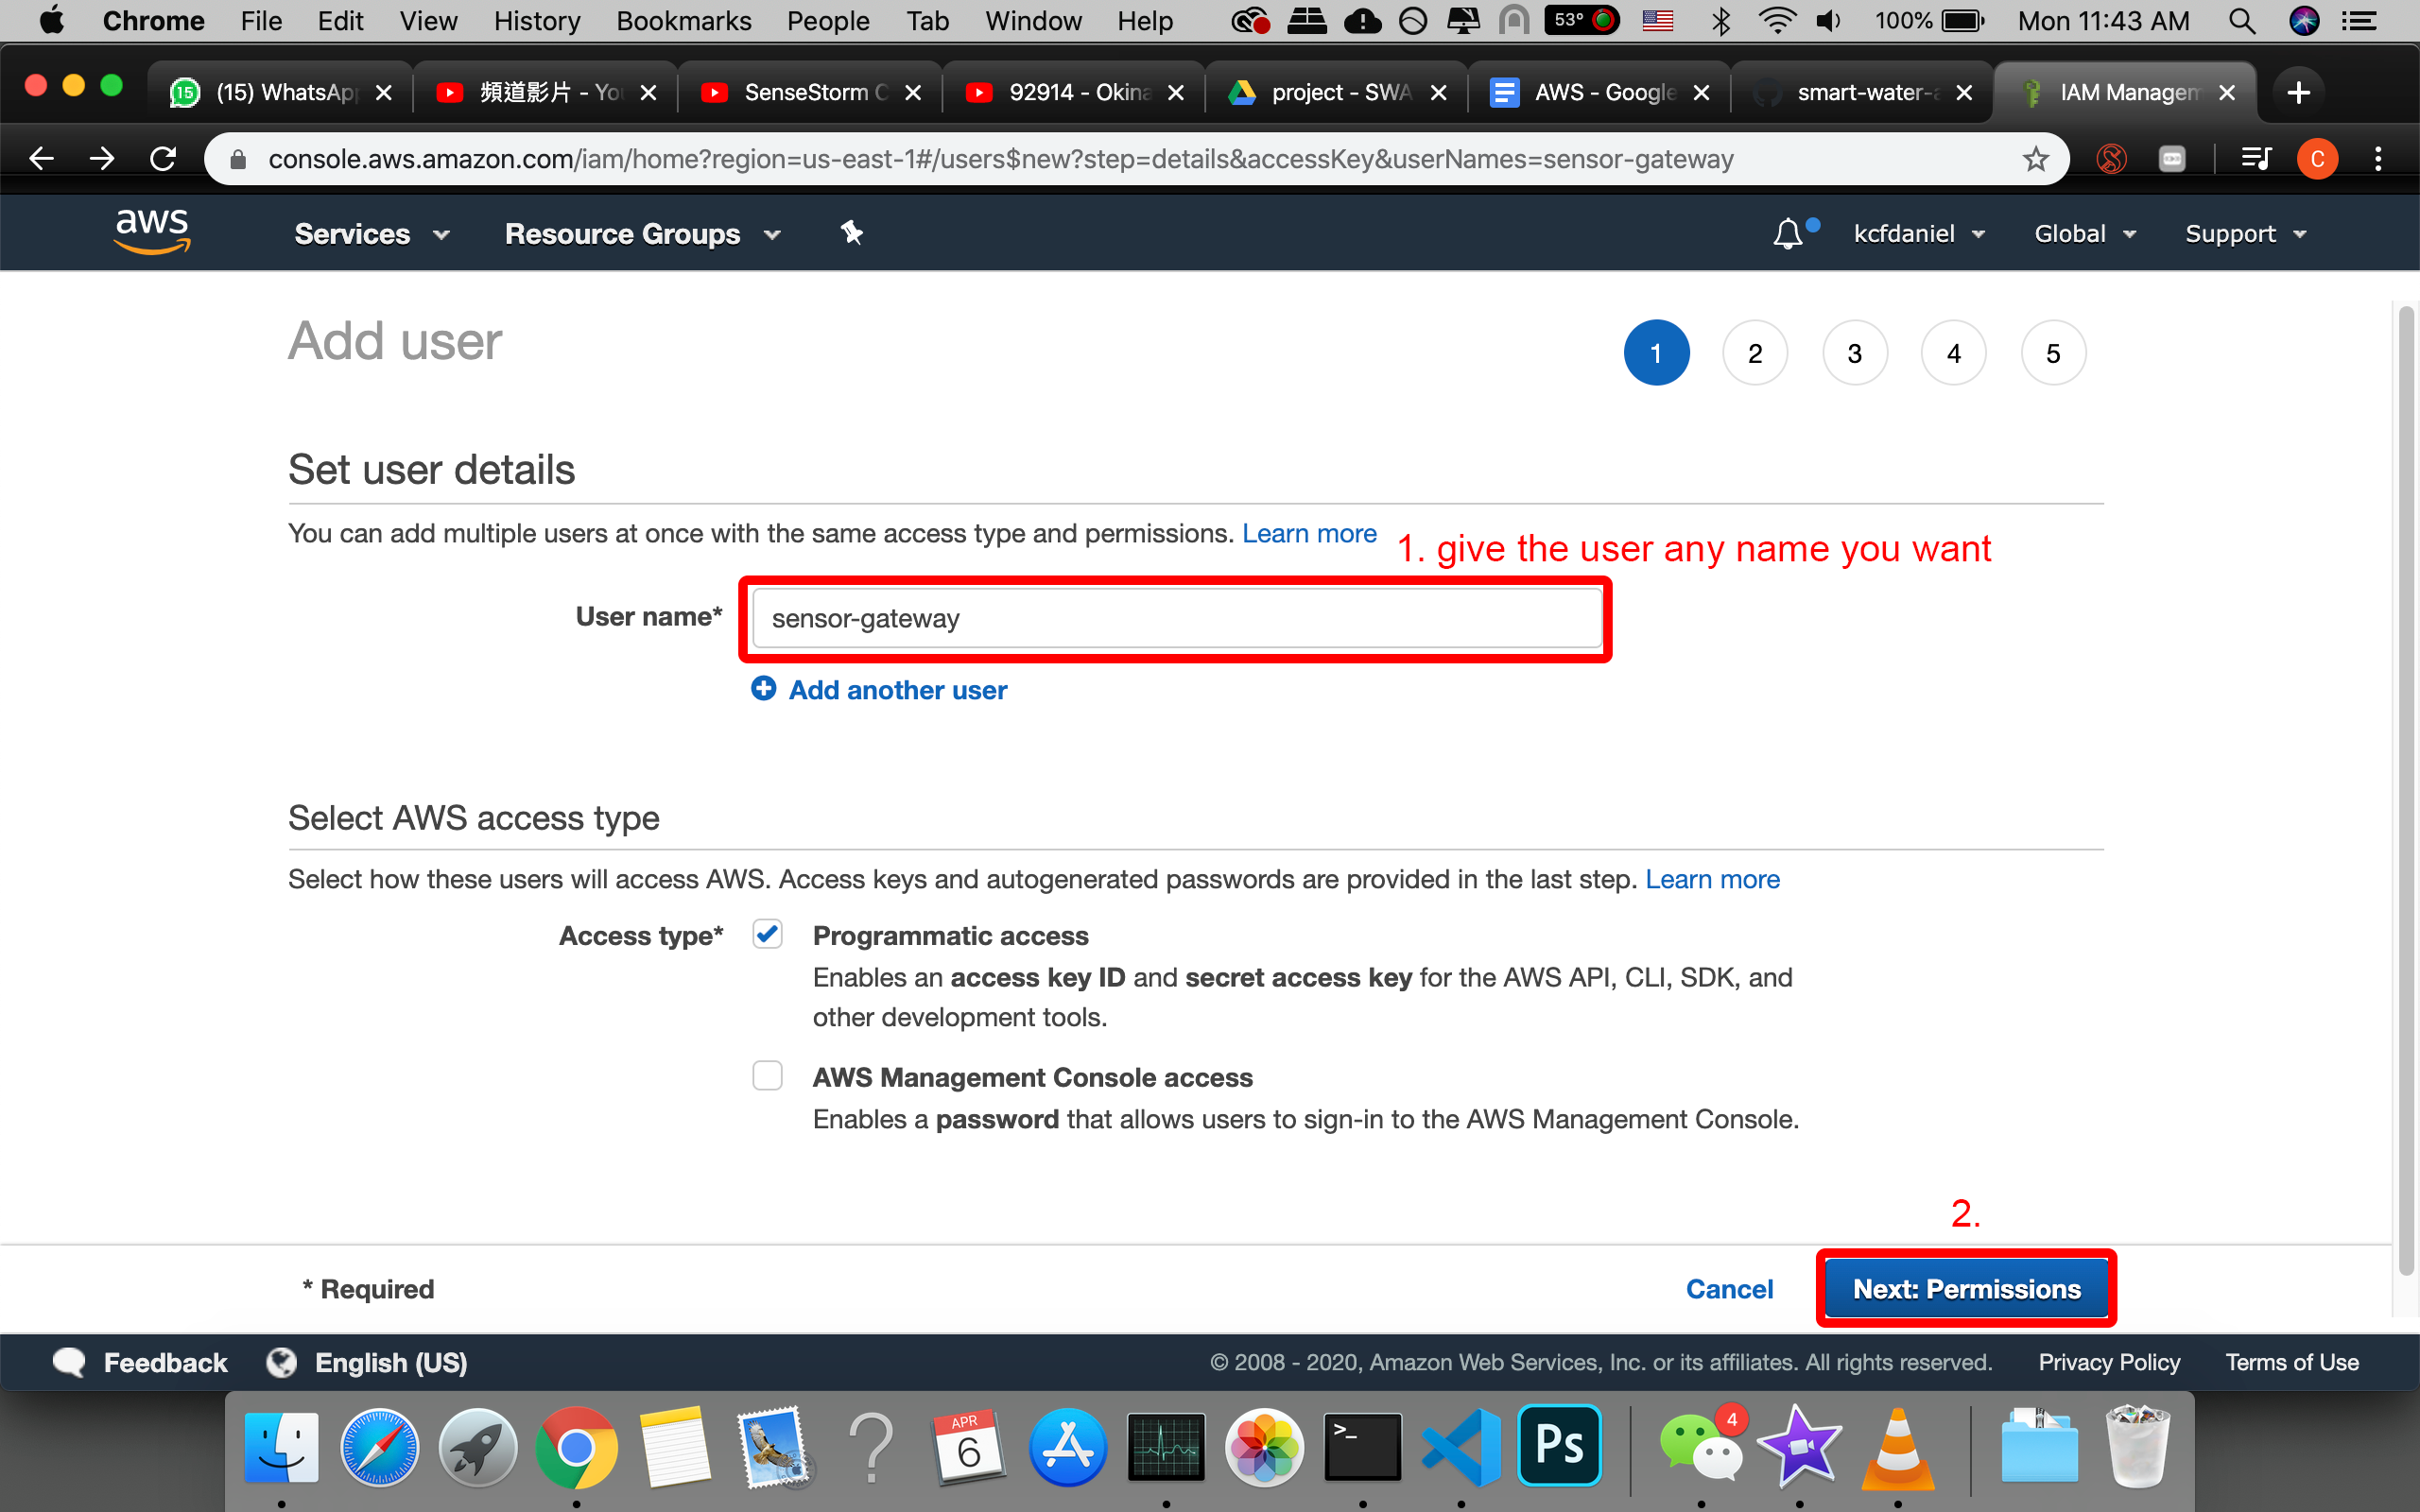 Chrome File Edit View History Bookmarks People Tab Window Help 53° 100% Mon 11:43 AM
15 (15) WhatsApp 頻道影片 - You SenseStorm C 92914 - Okina project - SWA AWS - Google smart-water-a IAM Managem
console.aws.amazon.com/iam/home?region=us-east-1#/users$new?step=details&accessKey&userNames=sensor-gateway C
aws Services Resource Groups kcfdaniel Global Support
Add user 1 2 3 4 5
Set user details
You can add multiple users at once with the same access type and permissions. Learn more
1. give the user any name you want
User name* sensor-gateway
Add another user
Select AWS access type
Select how these users will access AWS. Access keys and autogenerated passwords are provided in the last step. Learn more
Access type* Programmatic access
Enables an access key ID and secret access key for the AWS API, CLI, SDK, and
other development tools.
AWS Management Console access
Enables a password that allows users to sign-in to the AWS Management Console.
2.
* Required Cancel Next: Permissions
Feedback English (US) © 2008 - 2020, Amazon Web Services, Inc. or its affiliates. All rights reserved. Privacy Policy Terms of Use
APR 6 >_ Ps 4